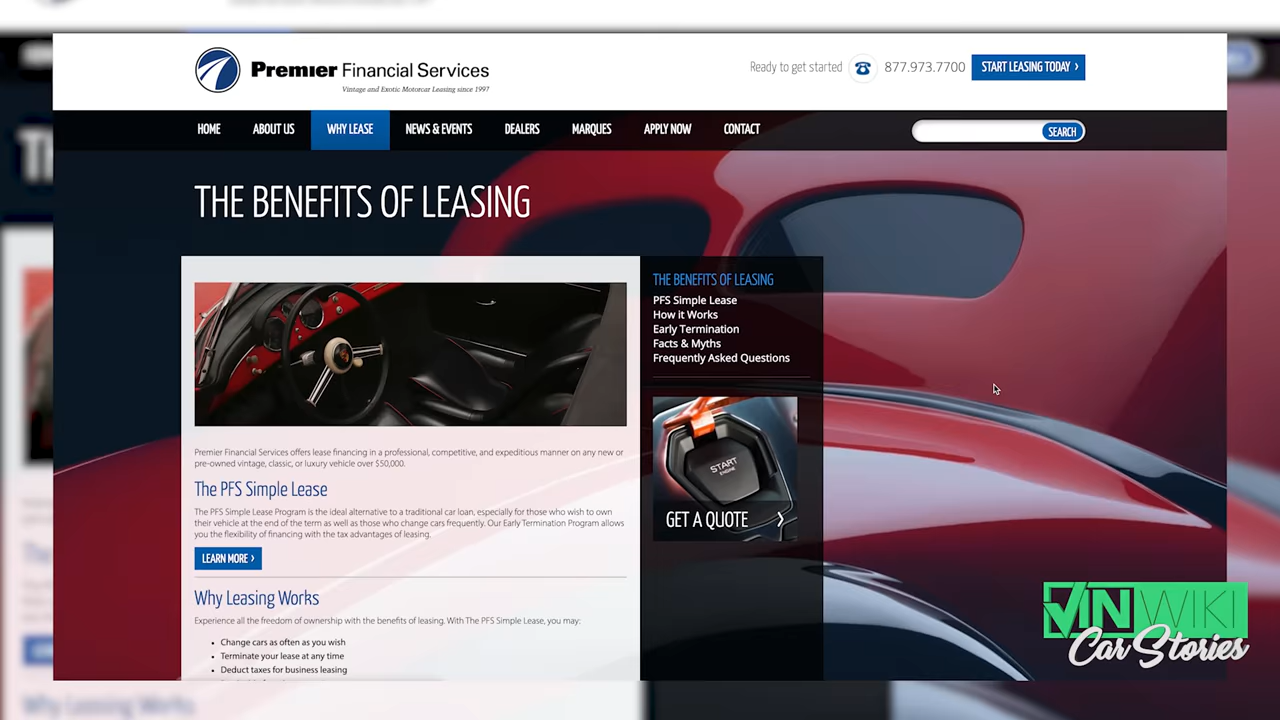 Premier Financial Services
Vintage and Exotic Motorcar Leasing since 1997
Ready to get started 877.973.7700 START LEASING TODAY ›
HOME ABOUT US WHY LEASE NEWS & EVENTS DEALERS MARQUES APPLY NOW CONTACT SEARCH
THE BENEFITS OF LEASING
Premier Financial Services offers lease financing in a professional, competitive, and expeditious manner on any new or
pre-owned vintage, classic, or luxury vehicle over $50,000.
The PFS Simple Lease
The PFS Simple Lease Program is the ideal alternative to a traditional car loan, especially for those who wish to own
their vehicle at the end of the term as well as those who change cars frequently. Our Early Termination Program allows
you the flexibility of financing with the tax advantages of leasing.
LEARN MORE ›
Why Leasing Works
Experience all the freedom of ownership with the benefits of leasing. With The PFS Simple Lease, you may:
• Change cars as often as you wish
• Terminate your lease at any time
• Deduct taxes for business leasing
THE BENEFITS OF LEASING
PFS Simple Lease
How it Works
Early Termination
Facts & Myths
Frequently Asked Questions
START
ENGINE
GET A QUOTE ›
VINWIKI
Car Stories